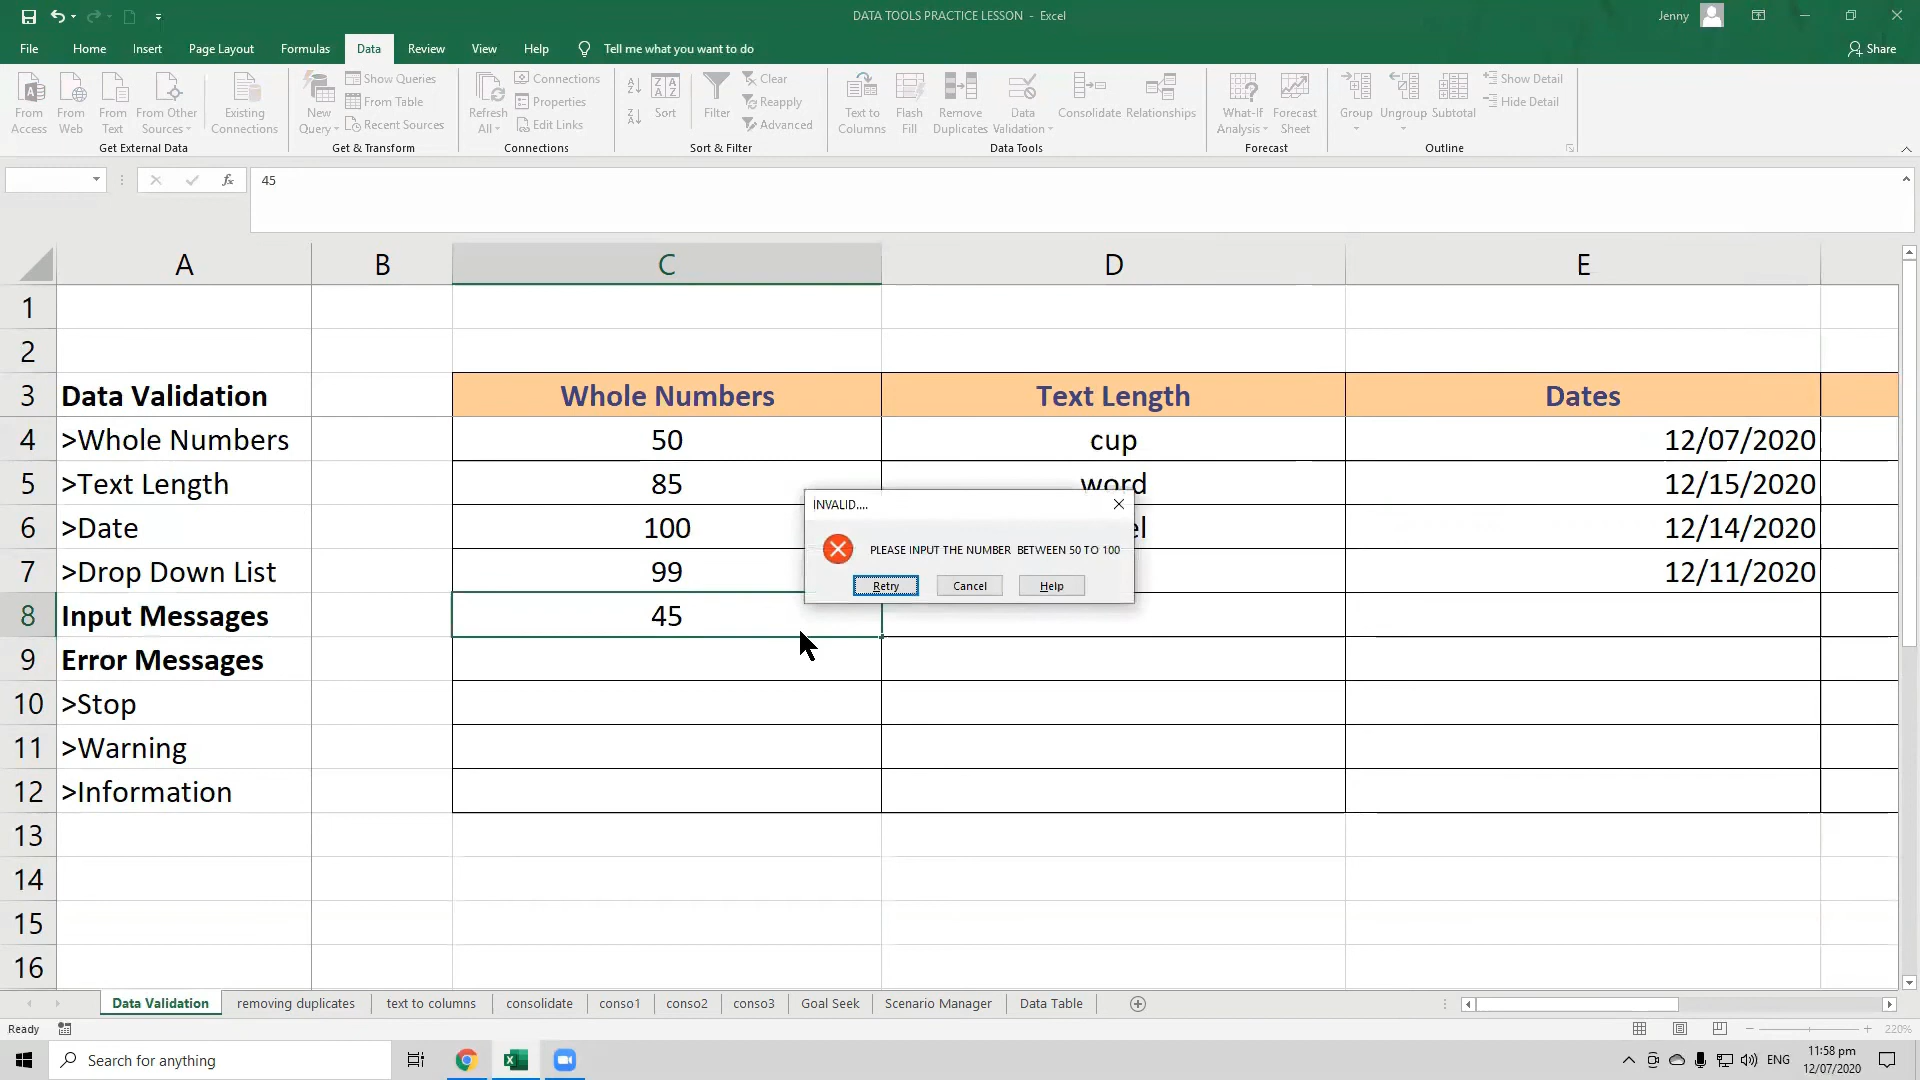 DATA TOOLS PRACTICE LESSON - Excel
Jenny
File Home Insert Page Layout Formulas Data Review View Help Tell me what you want to do
Share
From Access
From Web
From Text
From Other Sources
Existing Connections
Get External Data
New Query
Show Queries
From Table
Recent Sources
Get & Transform
Refresh All
Connections
Properties
Edit Links
Connections
Sort
Filter
Clear
Reapply
Advanced
Sort & Filter
Text to Columns
Flash Fill
Remove Duplicates
Data Validation
Consolidate
Relationships
Data Tools
What-If Analysis
Forecast Sheet
Forecast
Group
Ungroup
Subtotal
Show Detail
Hide Detail
Outline
fx 45
A B C D E
1
2
3 Data Validation Whole Numbers Text Length Dates
4 >Whole Numbers 50 cup 12/07/2020
5 >Text Length 85 word 12/15/2020
6 >Date 100 el 12/14/2020
7 >Drop Down List 99 12/11/2020
8 Input Messages 45
9 Error Messages
10 >Stop
11 >Warning
12 >Information
13
14
15
16
INVALID....
PLEASE INPUT THE NUMBER BETWEEN 50 TO 100
Retry Cancel Help
Data Validation removing duplicates text to columns consolidate conso1 conso2 conso3 Goal Seek Scenario Manager Data Table
Ready
220%
Search for anything
ENG
11:58 pm
12/07/2020